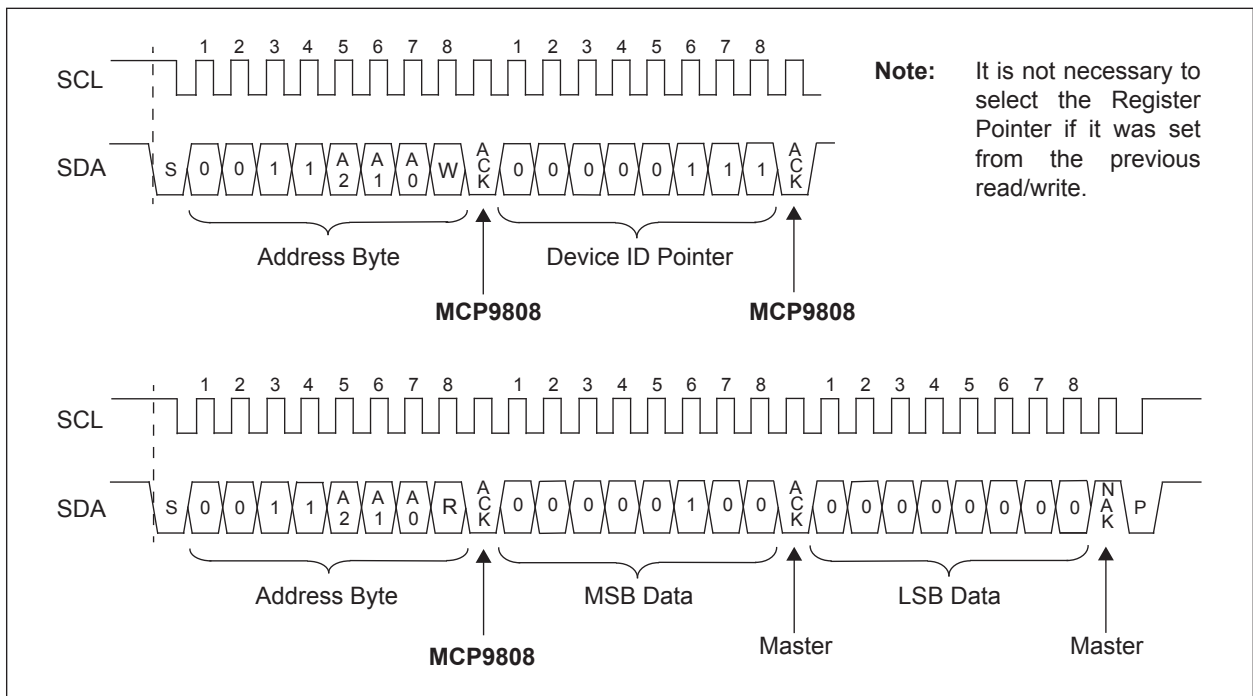 1 2 3 4 5 6 7 8 1 2 3 4 5 6 7 8
SCL
SDA S 0 0 1 1 A2 A1 A0 W ACK 0 0 0 0 0 1 1 1 ACK
Address Byte Device ID Pointer
MCP9808 MCP9808
Note: It is not necessary to
select the Register
Pointer if it was set
from the previous
read/write.
1 2 3 4 5 6 7 8 1 2 3 4 5 6 7 8 1 2 3 4 5 6 7 8
SCL
SDA S 0 0 1 1 A2 A1 A0 R ACK 0 0 0 0 0 1 0 0 ACK 0 0 0 0 0 0 0 0 NAK P
Address Byte MSB Data LSB Data
MCP9808 Master Master